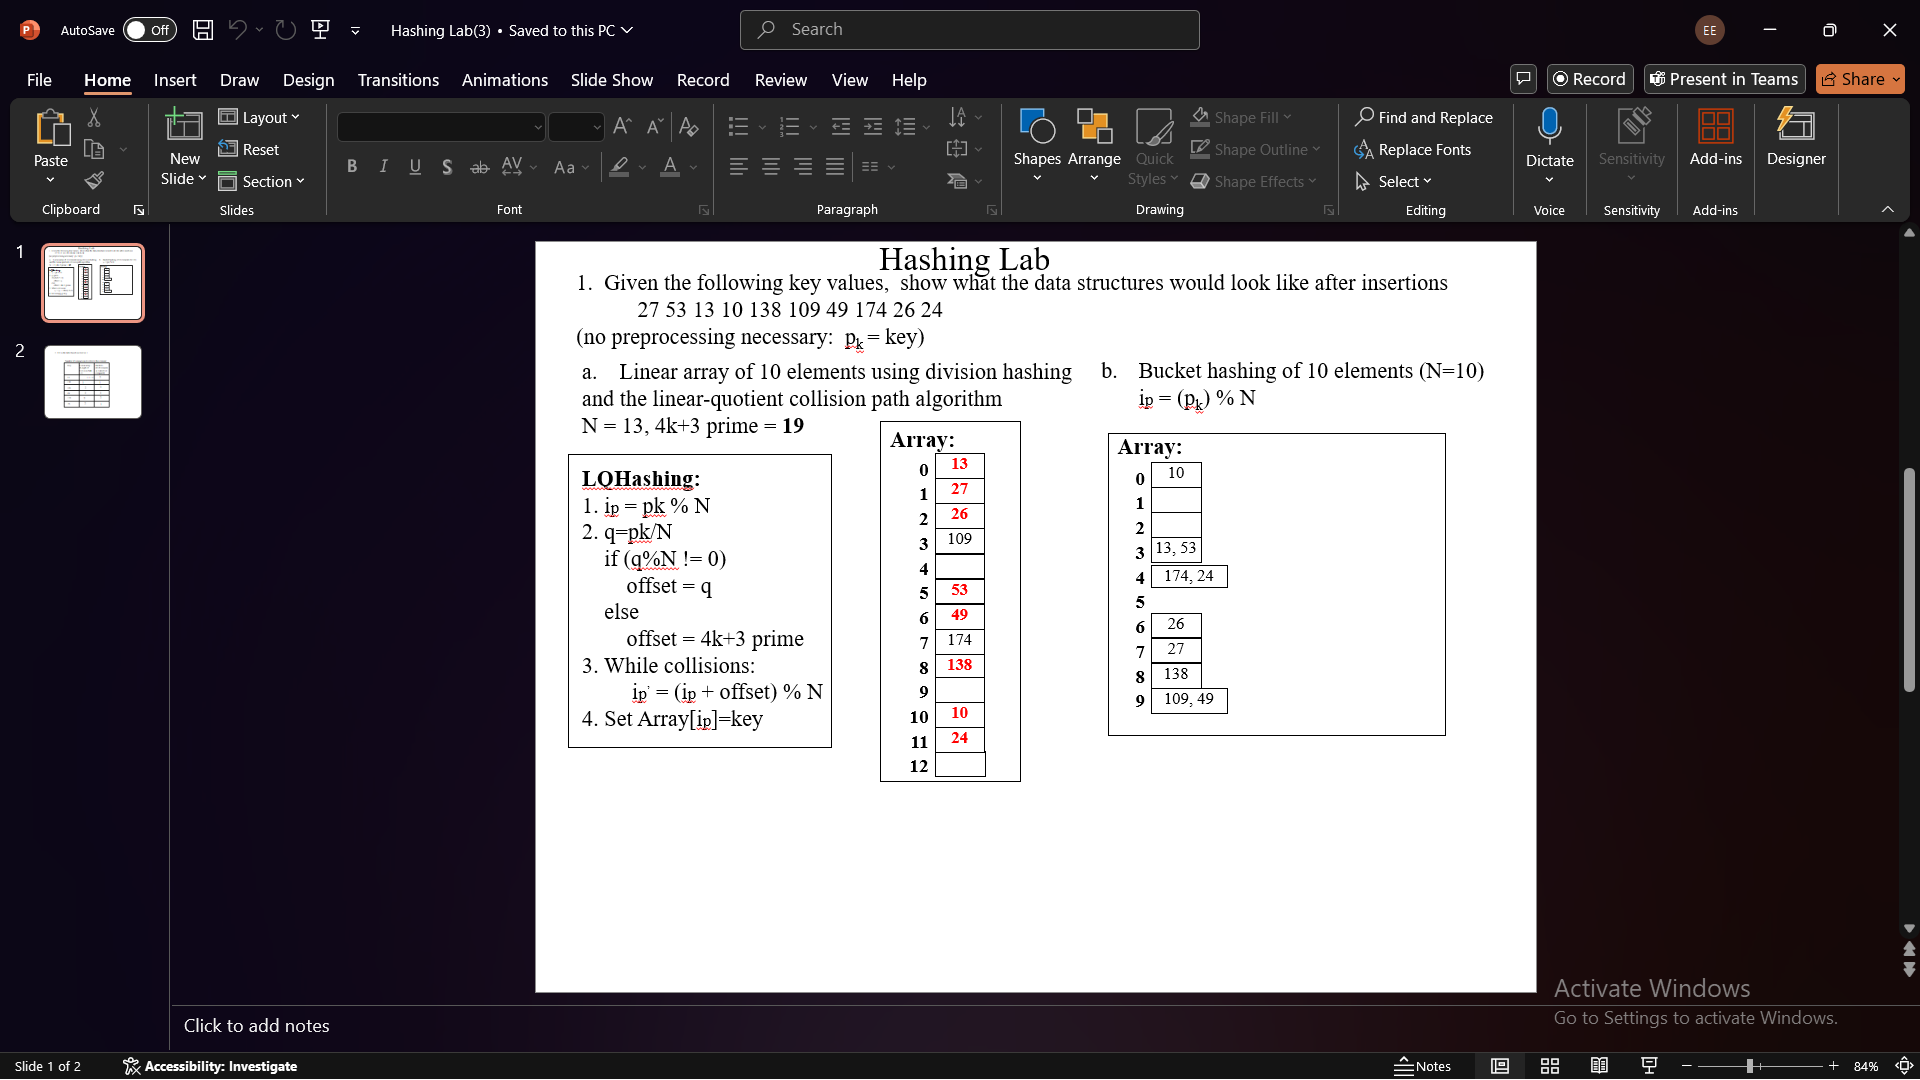 AutoSave Off
Hashing Lab(3) • Saved to this PC
Search
EE
File Home Insert Draw Design Transitions Animations Slide Show Record Review View Help
Record
Present in Teams
Share
Paste
Clipboard
New Slide
Layout
Reset
Section
Slides
B I U S ab AV Aa A
Font
Paragraph
Shapes
Arrange
Quick Styles
Shape Fill
Shape Outline
Shape Effects
Drawing
Find and Replace
Replace Fonts
Select
Editing
Dictate
Voice
Sensitivity
Sensitivity
Add-ins
Add-ins
Designer
1
2
Hashing Lab
1. Given the following key values, show what the data structures would look like after insertions
27 53 13 10 138 109 49 174 26 24
(no preprocessing necessary: pk = key)
a. Linear array of 10 elements using division hashing
and the linear-quotient collision path algorithm
N = 13, 4k+3 prime = 19
LQHashing:
1. ip = pk % N
2. q=pk/N
if (q%N != 0)
offset = q
else
offset = 4k+3 prime
3. While collisions:
ip' = (ip + offset) % N
4. Set Array[ip]=key
Array:
0 13
1 27
2 26
3 109
4
5 53
6 49
7 174
8 138
9
10 10
11 24
12
b. Bucket hashing of 10 elements (N=10)
ip = (pk) % N
Array:
0 10
1
2
3 13, 53
4 174, 24
5
6 26
7 27
8 138
9 109, 49
Activate Windows
Go to Settings to activate Windows.
Click to add notes
Slide 1 of 2
Accessibility: Investigate
Notes
84%